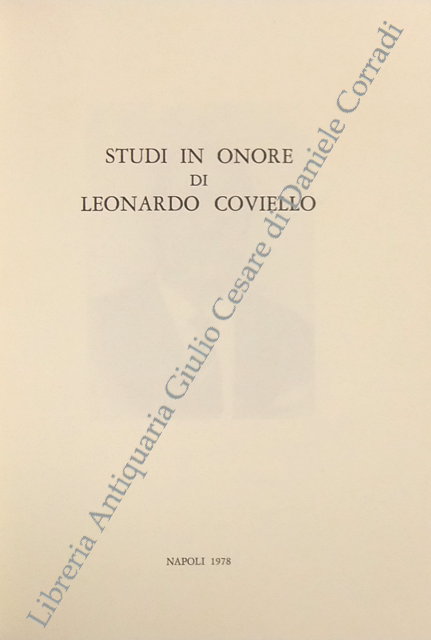 STUDI IN ONORE
DI
LEONARDO COVIELLO
NAPOLI 1978
Libreria Antiquaria Giulio Cesare di Daniele Corradi